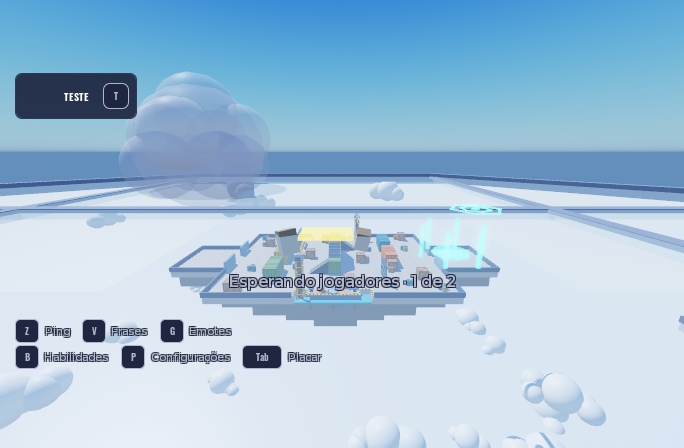 TESTE T
Esperando jogadores · 1 de 2
Z Ping V Frases G Emotes
B Habilidades P Configurações Tab Placar